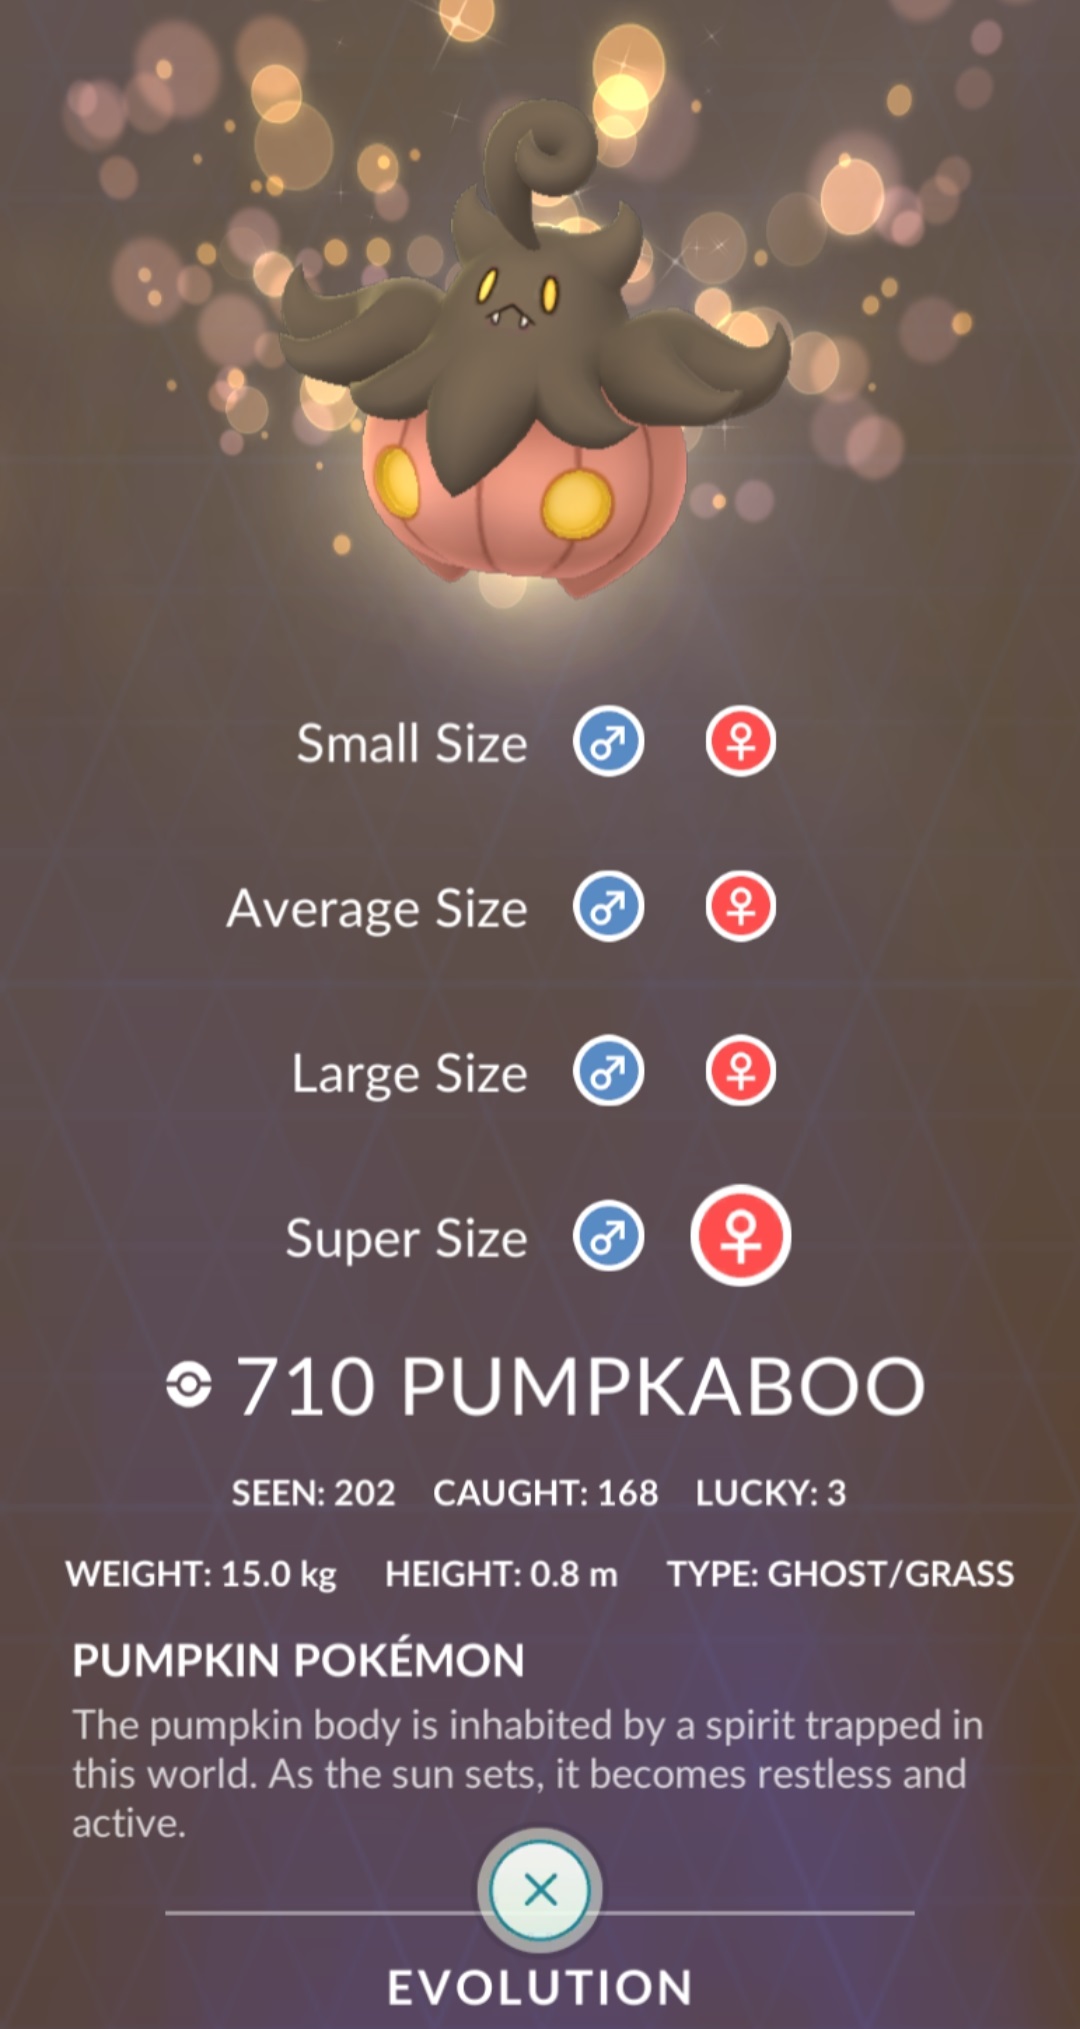 Small Size ♂ ♀
Average Size ♂ ♀
Large Size ♂ ♀
Super Size ♂ ♀
710 PUMPKABOO
SEEN: 202 CAUGHT: 168 LUCKY: 3
WEIGHT: 15.0 kg HEIGHT: 0.8 m TYPE: GHOST/GRASS
PUMPKIN POKÉMON
The pumpkin body is inhabited by a spirit trapped in
this world. As the sun sets, it becomes restless and
active.
EVOLUTION